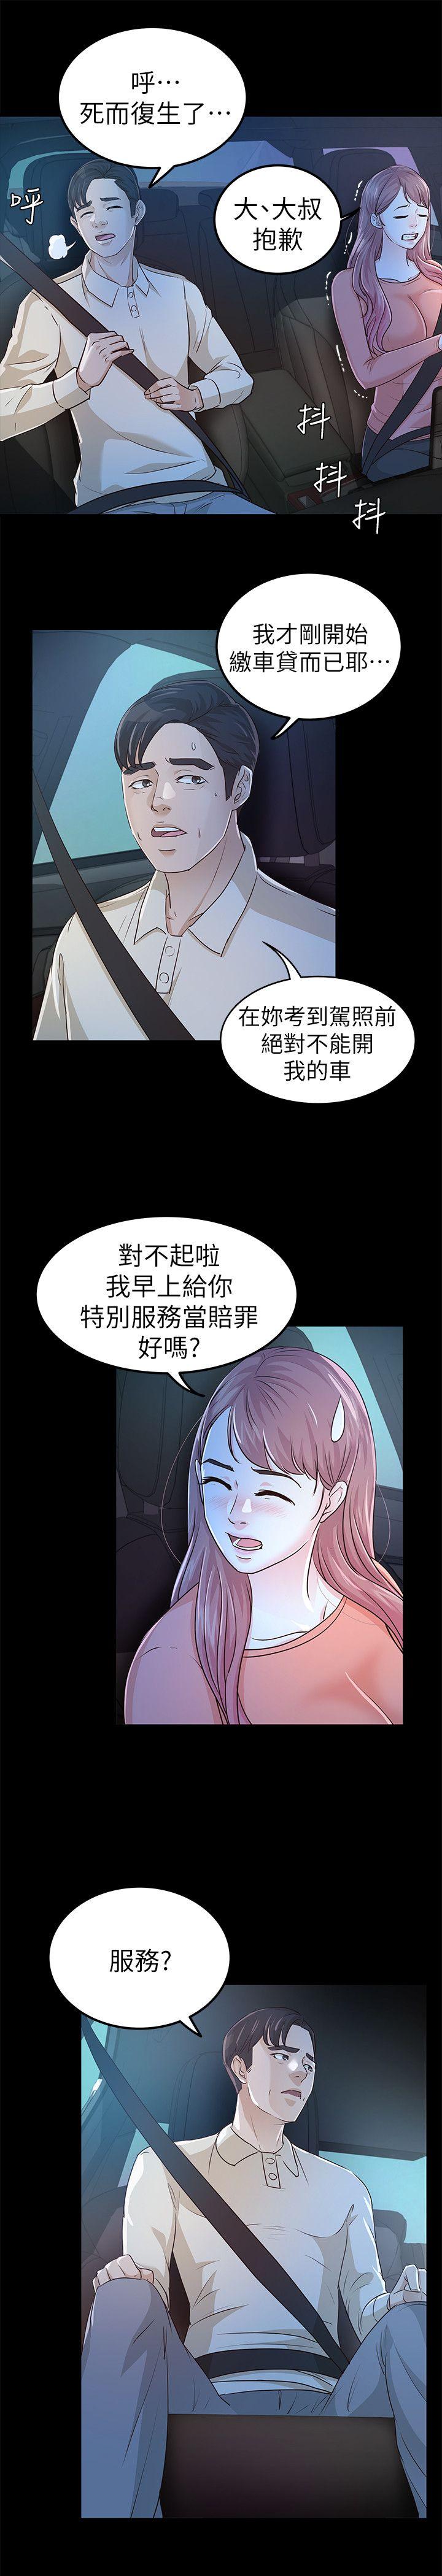 呼…
死而復生了…
呼
大、大叔
抱歉
抖
抖
抖
我才剛開始
繳車貸而已耶…
在妳考到駕照前
絕對不能開
我的車
對不起啦
我早上給你
特別服務當賠罪
好嗎?
服務?